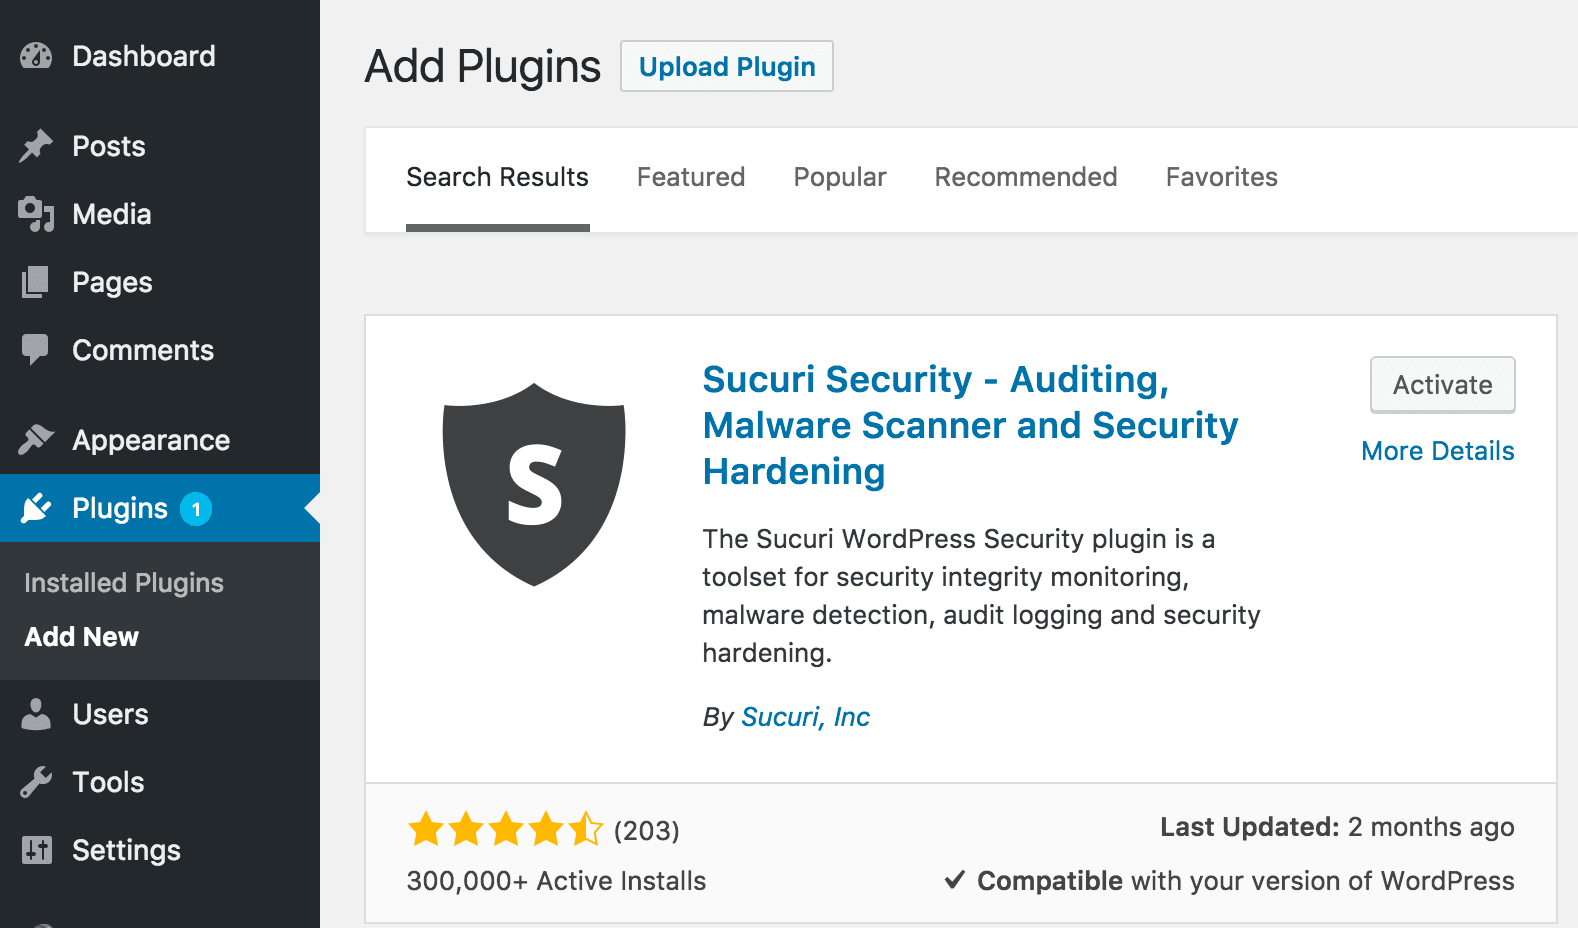 Dashboard
Posts
Media
Pages
Comments
Appearance
Plugins 1
Installed Plugins
Add New
Users
Tools
Settings
Add Plugins Upload Plugin
Search Results Featured Popular Recommended Favorites
S
Sucuri Security - Auditing,
Malware Scanner and Security
Hardening
Activate
More Details
The Sucuri WordPress Security plugin is a
toolset for security integrity monitoring,
malware detection, audit logging and security
hardening.
By Sucuri, Inc
(203)
300,000+ Active Installs
Last Updated: 2 months ago
Compatible with your version of WordPress